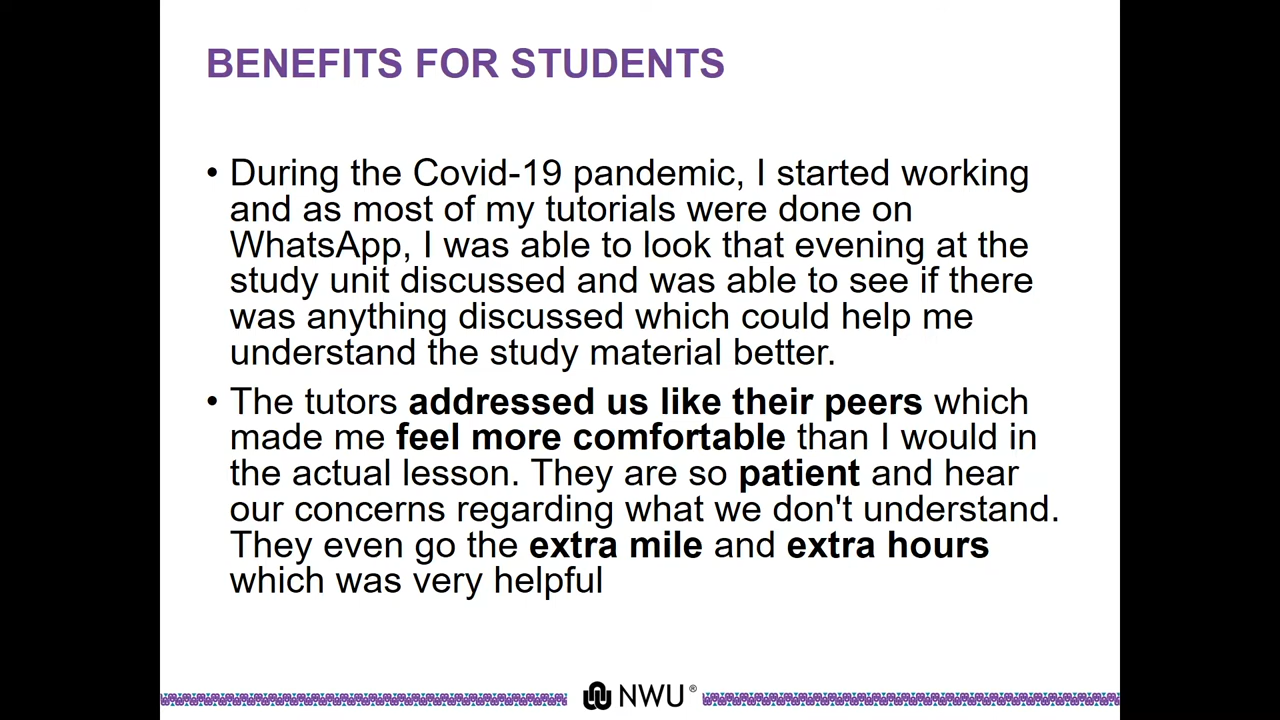 BENEFITS FOR STUDENTS
• During the Covid-19 pandemic, I started working
and as most of my tutorials were done on
WhatsApp, I was able to look that evening at the
study unit discussed and was able to see if there
was anything discussed which could help me
understand the study material better.
• The tutors addressed us like their peers which
made me feel more comfortable than I would in
the actual lesson. They are so patient and hear
our concerns regarding what we don't understand.
They even go the extra mile and extra hours
which was very helpful
NWU®